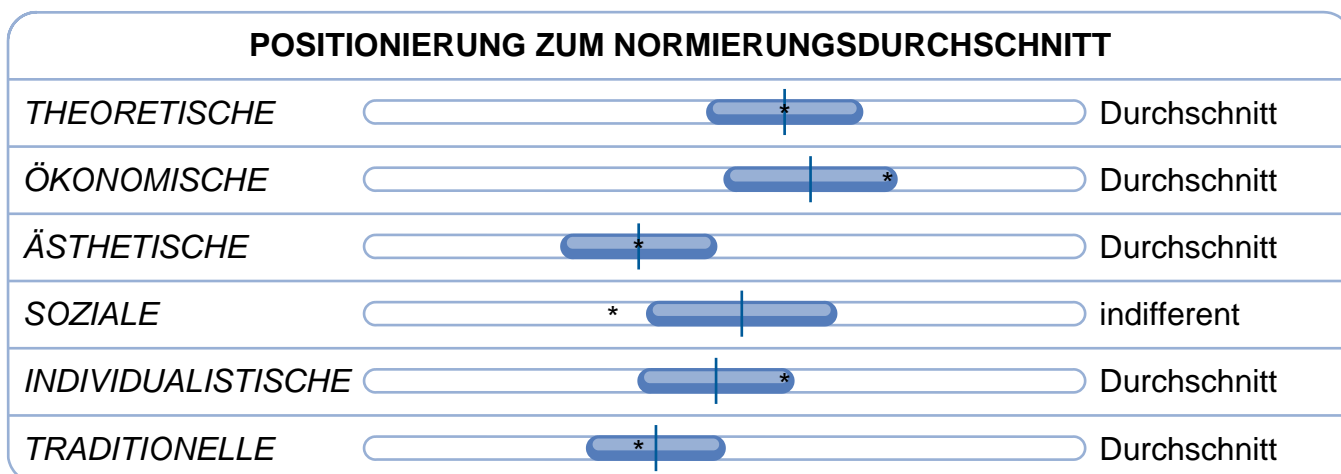 POSITIONIERUNG ZUM NORMIERUNGSDURCHSCHNITT
THEORETISCHE * Durchschnitt
ÖKONOMISCHE * Durchschnitt
ÄSTHETISCHE * Durchschnitt
SOZIALE * indifferent
INDIVIDUALISTISCHE * Durchschnitt
TRADITIONELLE * Durchschnitt